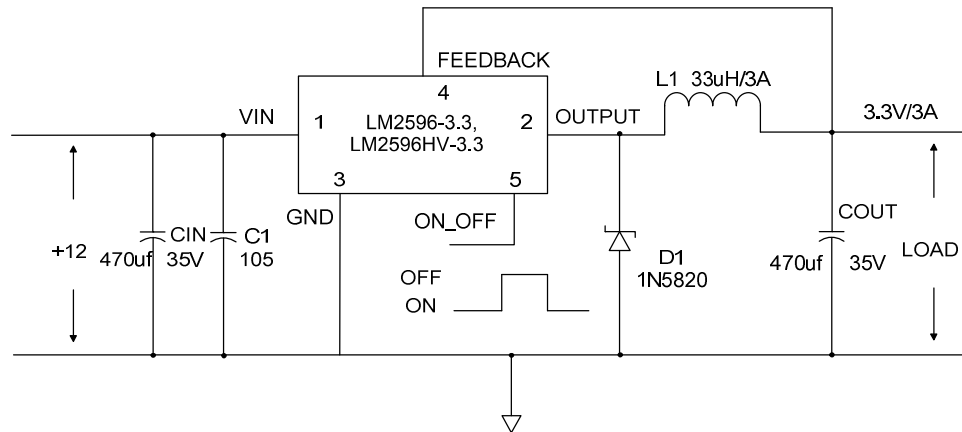 FEEDBACK
L1 33uH/3A
4
VIN
1
LM2596-3.3,
LM2596HV-3.3
2
OUTPUT
3.3V/3A
3
5
GND
ON_OFF
COUT
+12
CIN
470uf 35V
C1
105
D1
1N5820
470uf 35V
LOAD
OFF
ON